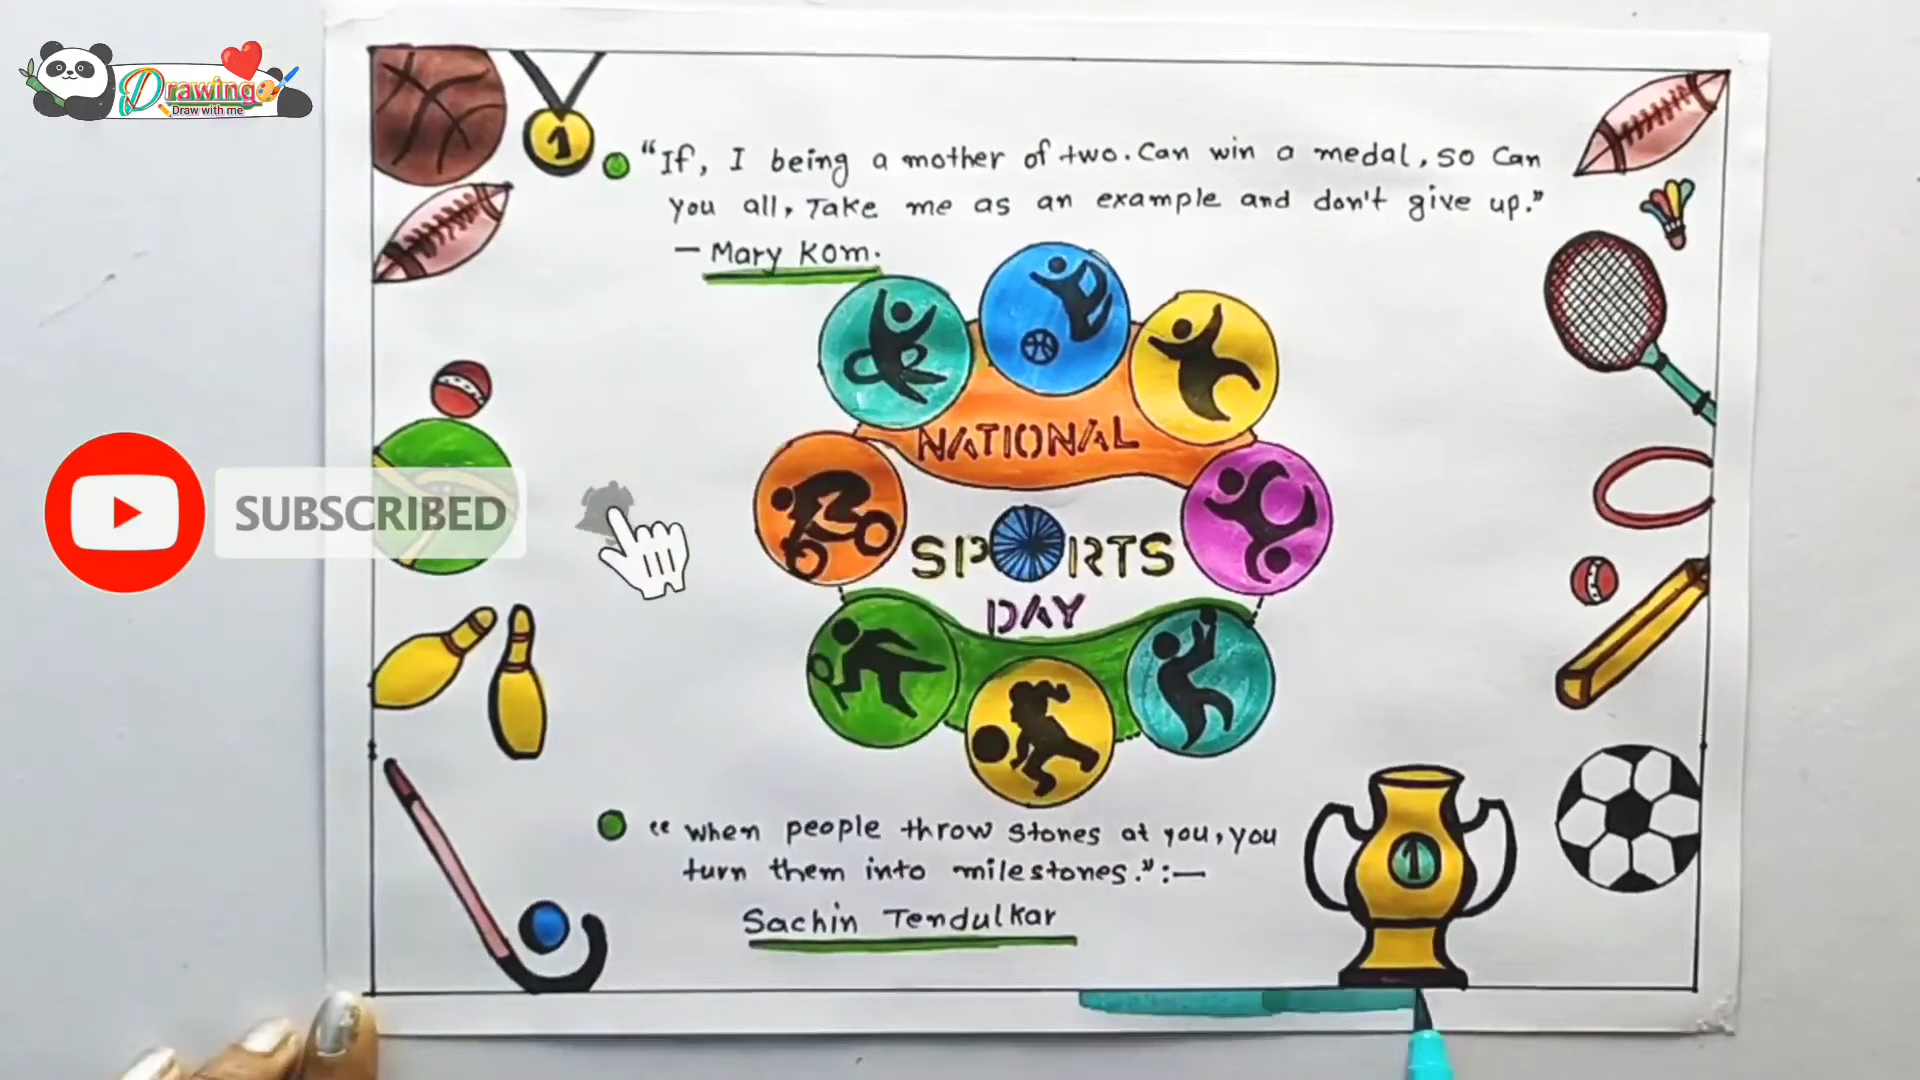 Drawing
Draw with me
1
"If, I being a mother of two. Can win a medal, so Can
you all, Take me as an example and don't give up."
— Mary Kom.
NATIONAL
SPORTS
DAY
SUBSCRIBED
"when people throw stones at you, you
turn them into milestones.":—
Sachin Tendulkar
1